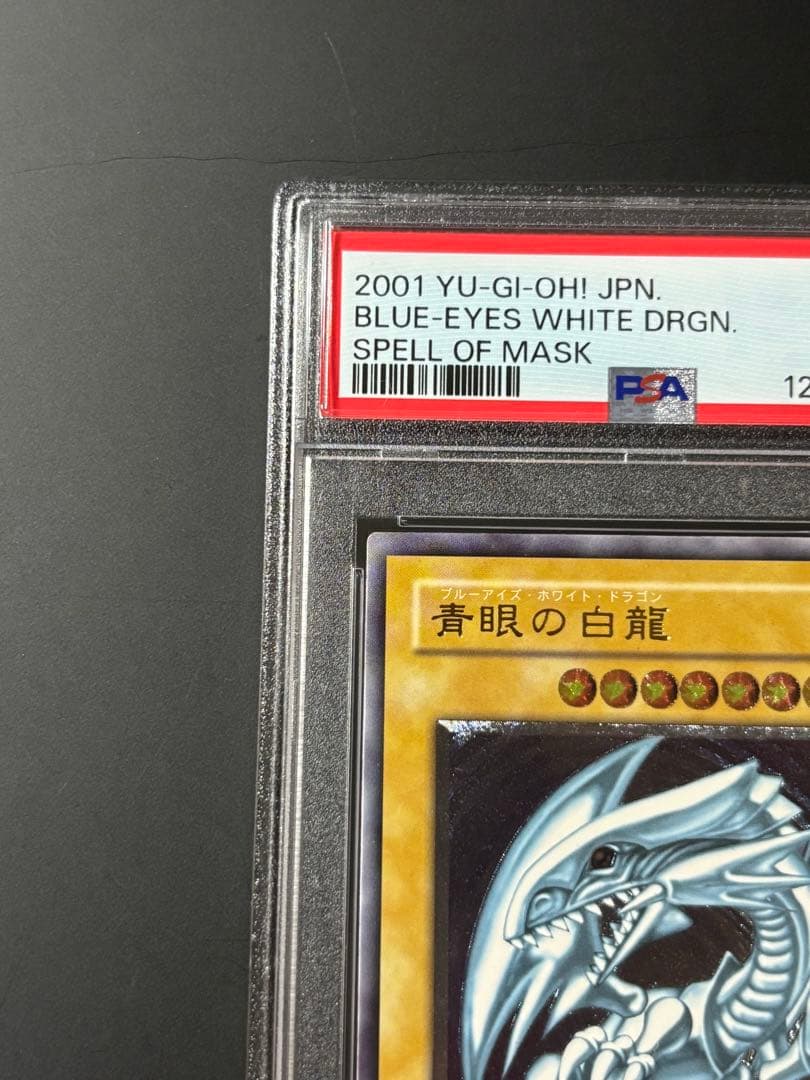 2001 YU-GI-OH! JPN.
BLUE-EYES WHITE DRGN.
SPELL OF MASK
PSA
12
ブルーアイズ・ホワイト・ドラゴン
青眼の白龍